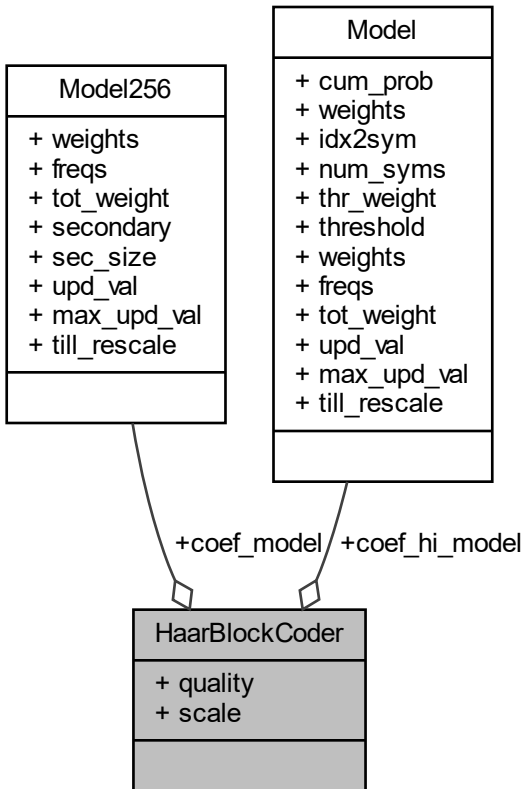 Model256
+ weights
+ freqs
+ tot_weight
+ secondary
+ sec_size
+ upd_val
+ max_upd_val
+ till_rescale
Model
+ cum_prob
+ weights
+ idx2sym
+ num_syms
+ thr_weight
+ threshold
+ weights
+ freqs
+ tot_weight
+ upd_val
+ max_upd_val
+ till_rescale
+coef_model
+coef_hi_model
HaarBlockCoder
+ quality
+ scale